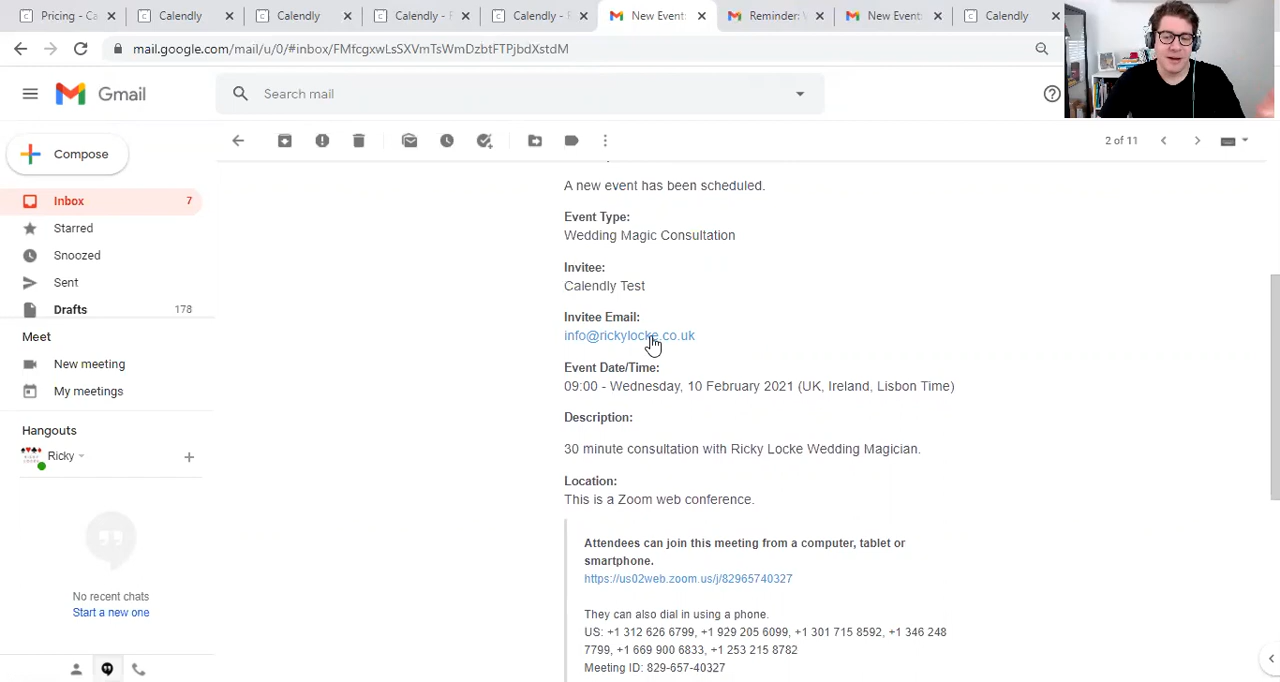 Pricing - Ca
Calendly
Calendly
Calendly - F
Calendly - F
New Event:
Reminder:
New Event:
Calendly
mail.google.com/mail/u/0/#inbox/FMfcgxwLsSXVmTsWmDzbtFTPjbdXstdM
Gmail
Search mail
Compose
2 of 11
Inbox 7
Starred
Snoozed
Sent
Drafts 178
Meet
New meeting
My meetings
Hangouts
Ricky
No recent chats
Start a new one
A new event has been scheduled.
Event Type:
Wedding Magic Consultation
Invitee:
Calendly Test
Invitee Email:
info@rickylocke.co.uk
Event Date/Time:
09:00 - Wednesday, 10 February 2021 (UK, Ireland, Lisbon Time)
Description:
30 minute consultation with Ricky Locke Wedding Magician.
Location:
This is a Zoom web conference.
Attendees can join this meeting from a computer, tablet or
smartphone.
https://us02web.zoom.us/j/82965740327
They can also dial in using a phone.
US: +1 312 626 6799, +1 929 205 6099, +1 301 715 8592, +1 346 248
7799, +1 669 900 6833, +1 253 215 8782
Meeting ID: 829-657-40327